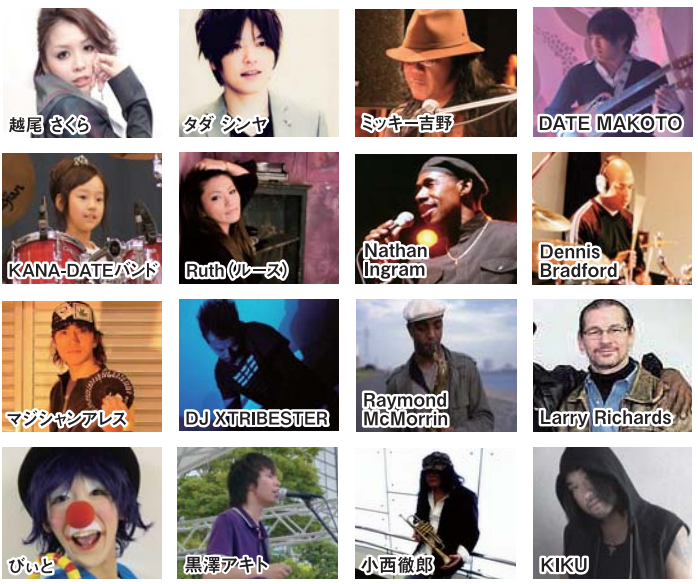 越尾 さくら
タダ シンヤ
ミッキー吉野
DATE MAKOTO
KANA-DATEバンド
Ruth（ルース）
Nathan
Ingram
Dennis
Bradford
マジシャンアレス
DJ XTRIBESTER
Raymond
McMorrin
Larry Richards
びぃと
黒澤アキト
小西徹郎
KIKU